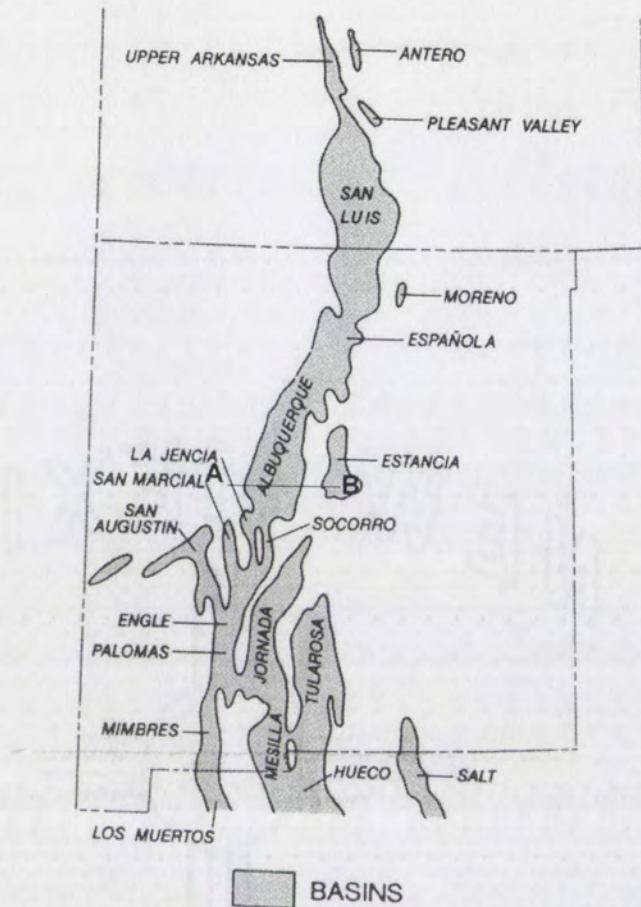 UPPER ARKANSAS
ANTERO
PLEASANT VALLEY
SAN
LUIS
MORENO
ESPAÑOLA
ALBUQUERQUE
LA JENCIA
SAN MARCIAL
A
ESTANCIA
B
SAN
AUGUSTIN
SOCORRO
ENGLE
PALOMAS
JORNADA
TULAROSA
MIMBRES
MESILLA
HUECO
SALT
LOS MUERTOS
BASINS